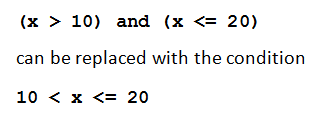 (x > 10) and (x <= 20)
can be replaced with the condition
10 < x <= 20